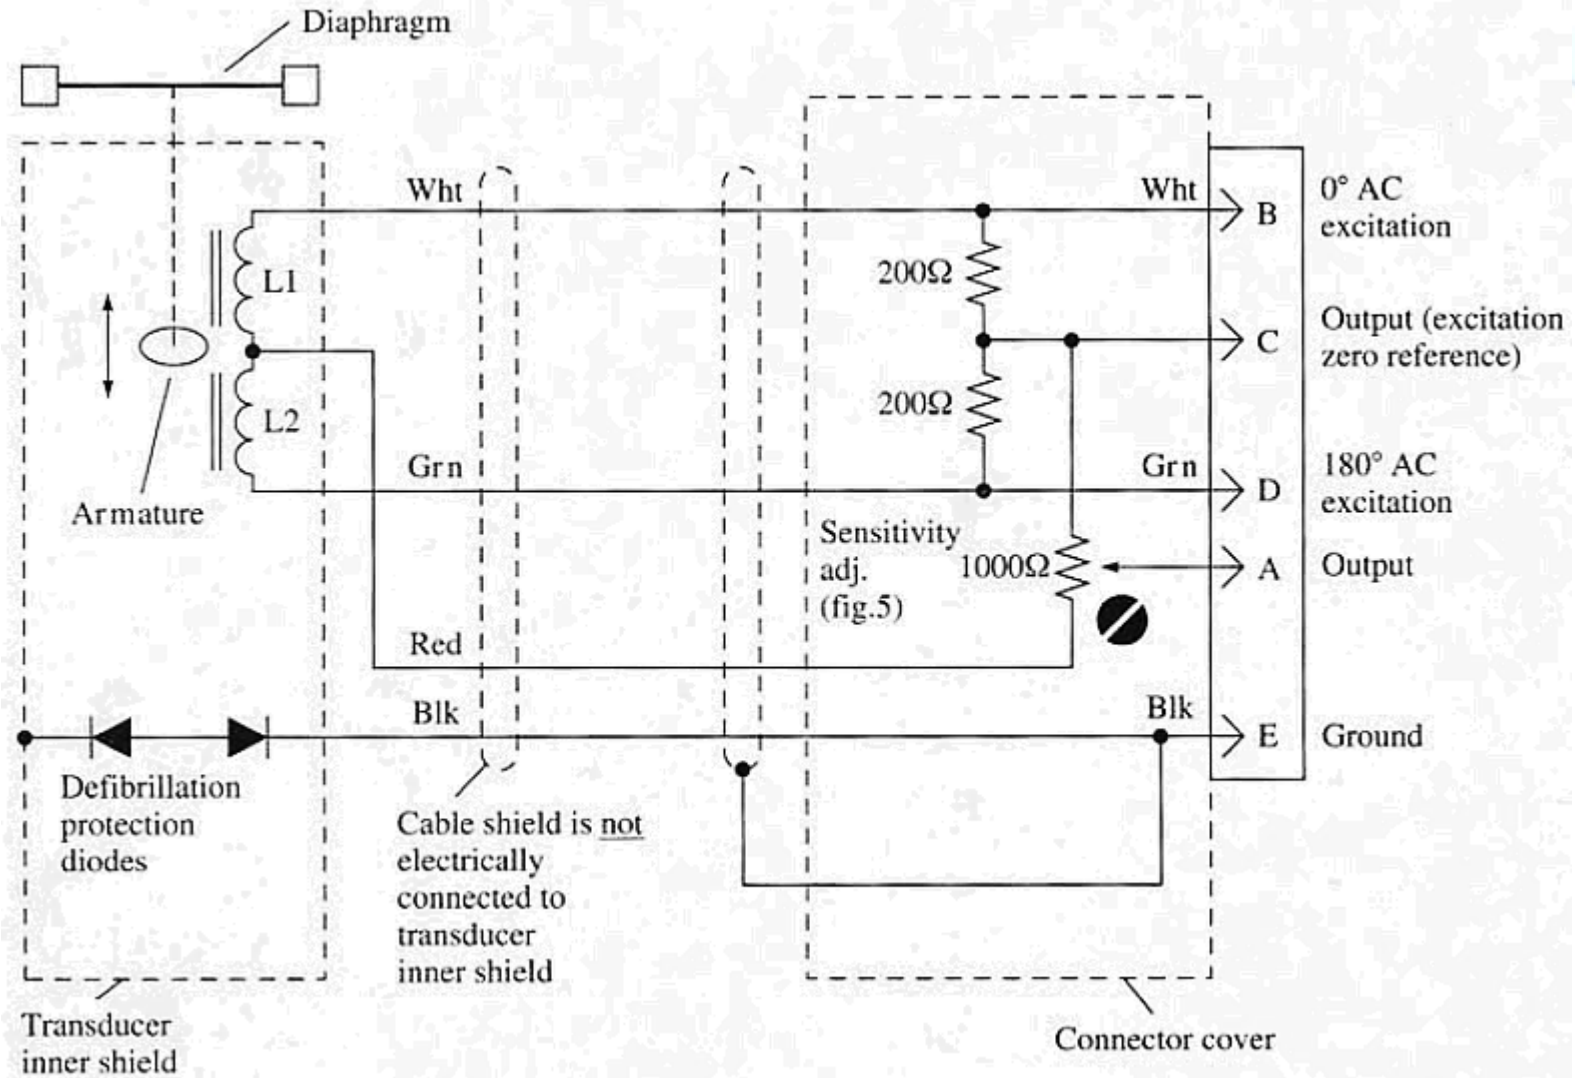 Diaphragm
Wht
Wht
B
0° AC
excitation
L1
200Ω
C
Output (excitation
zero reference)
200Ω
L2
Grn
Grn
D
180° AC
excitation
Armature
Sensitivity
adj.
(fig.5)
1000Ω
A
Output
Red
Blk
Blk
E
Ground
Defibrillation
protection
diodes
Cable shield is not
electrically
connected to
transducer
inner shield
Transducer
inner shield
Connector cover